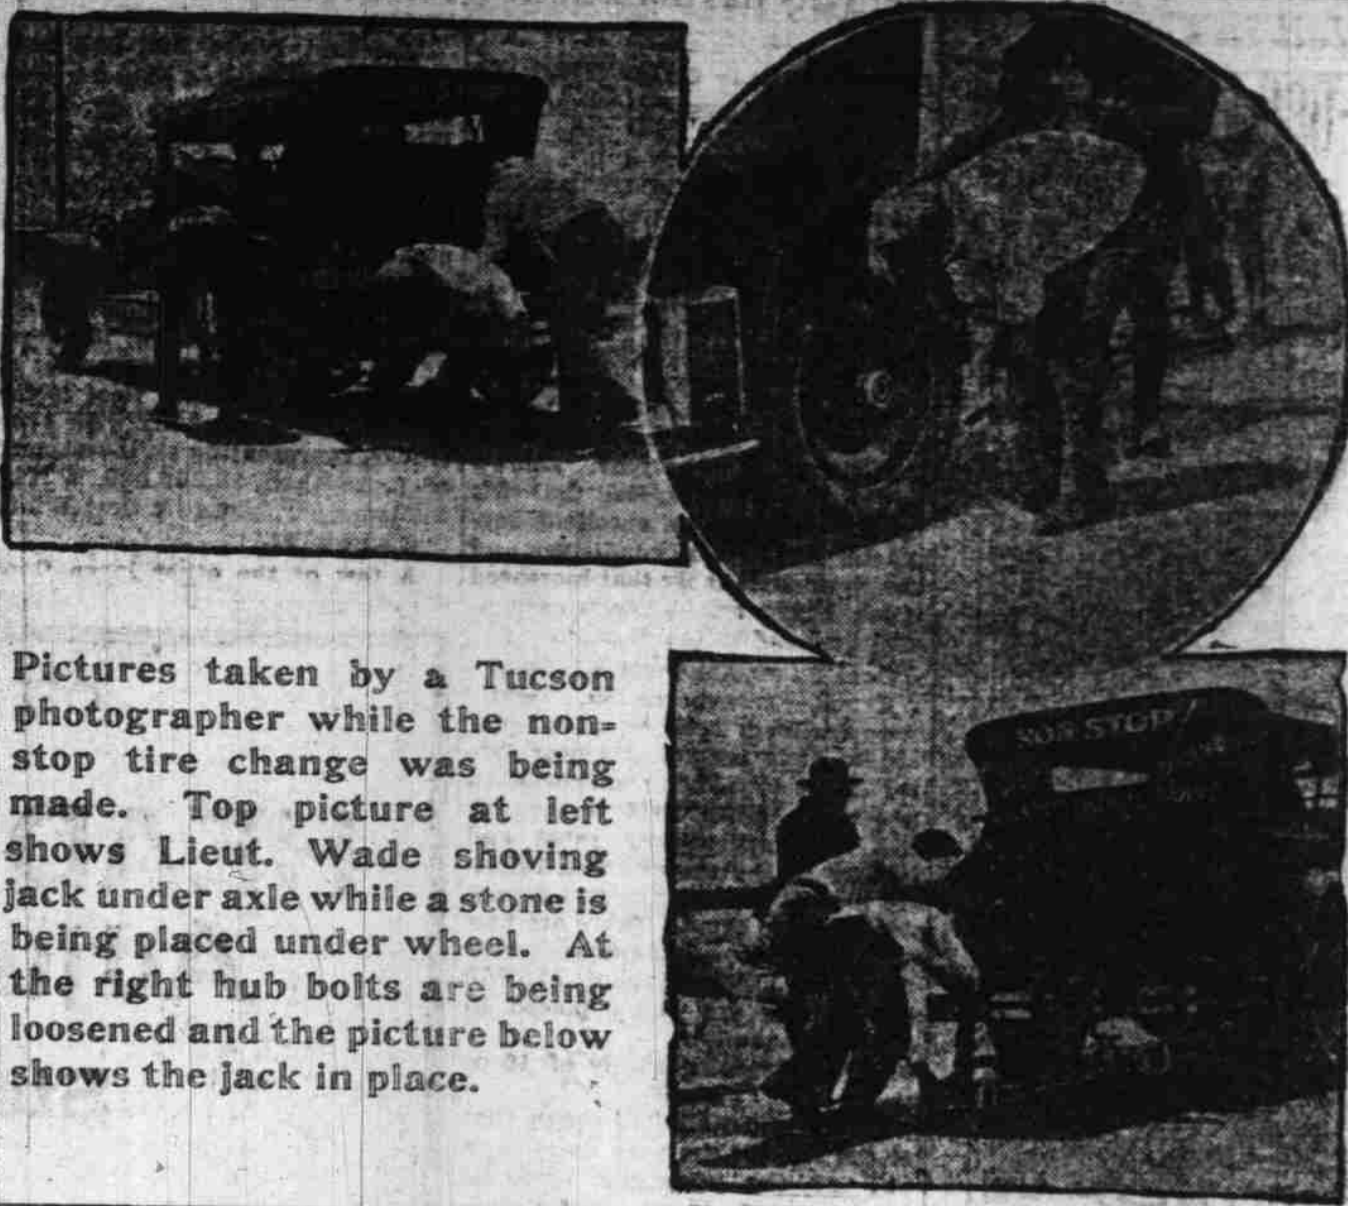 Pictures taken by a Tucson
photographer while the non-
stop tire change was being
made. Top picture at left
shows Lieut. Wade shoving
jack under axle while a stone is
being placed under wheel. At
the right hub bolts are being
loosened and the picture below
shows the jack in place.
NON STOP